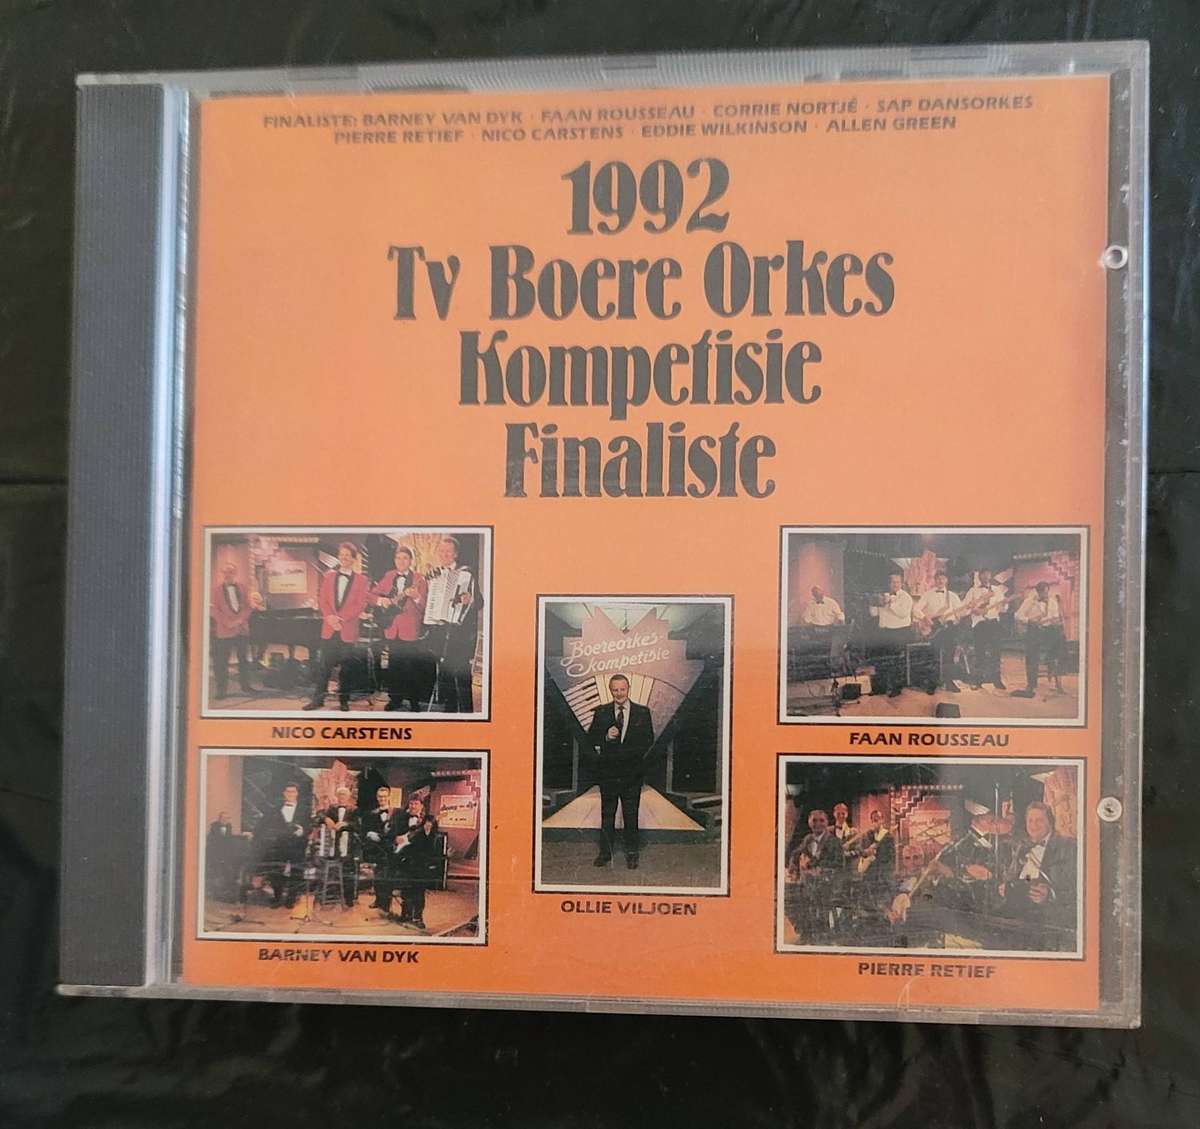 FINALISTE: BARNEY VAN DYK · FAAN ROUSSEAU · CORRIE NORTJÉ · SAP DANSORKES
PIERRE RETIEF · NICO CARSTENS · EDDIE WILKINSON · ALLEN GREEN
1992
Tv Boere Orkes
Kompetisie
Finaliste
Boereorkes-
kompetisie
NICO CARSTENS
FAAN ROUSSEAU
OLLIE VILJOEN
BARNEY VAN DYK
PIERRE RETIEF